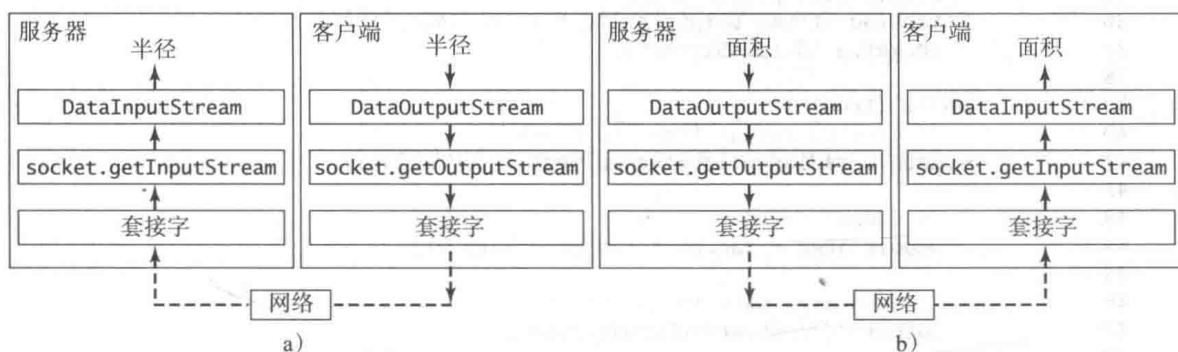 服务器
半径
DataInputStream
socket.getInputStream
套接字
客户端
半径
DataOutputStream
socket.getOutputStream
套接字
网络
a)
服务器
面积
DataOutputStream
socket.getOutputStream
套接字
客户端
面积
DataInputStream
socket.getInputStream
套接字
网络
b)